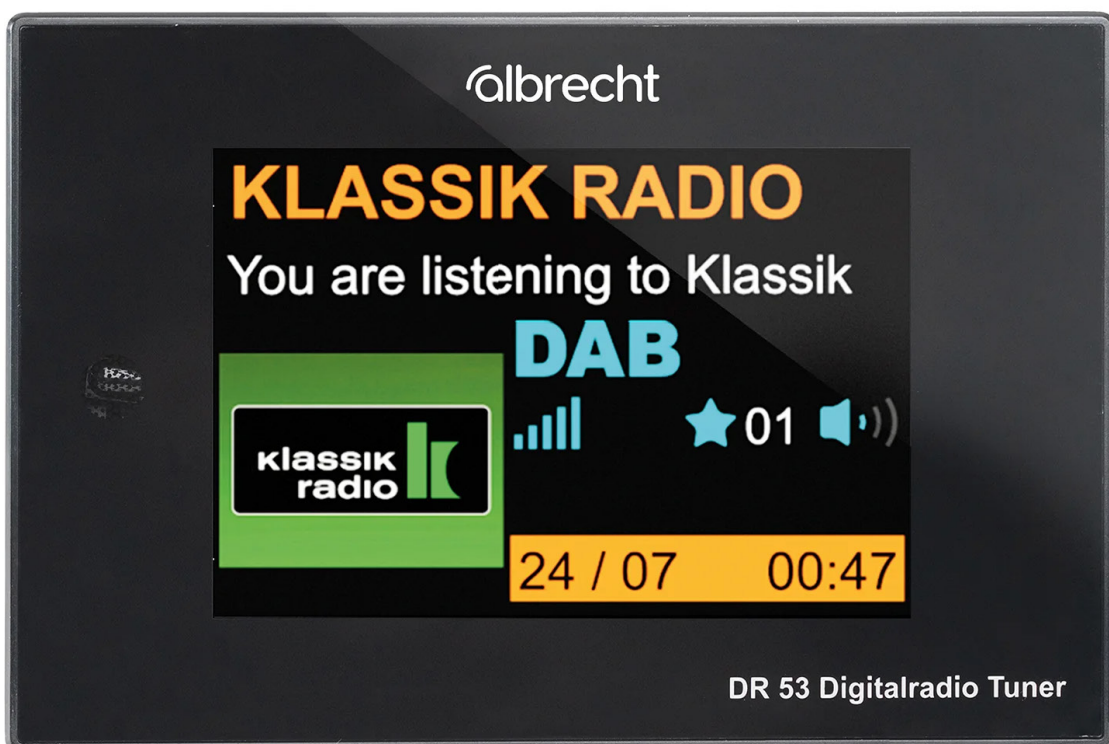 albrecht
KLASSIK RADIO
You are listening to Klassik
DAB
01
klassik
radio
24 / 07 00:47
DR 53 Digitalradio Tuner